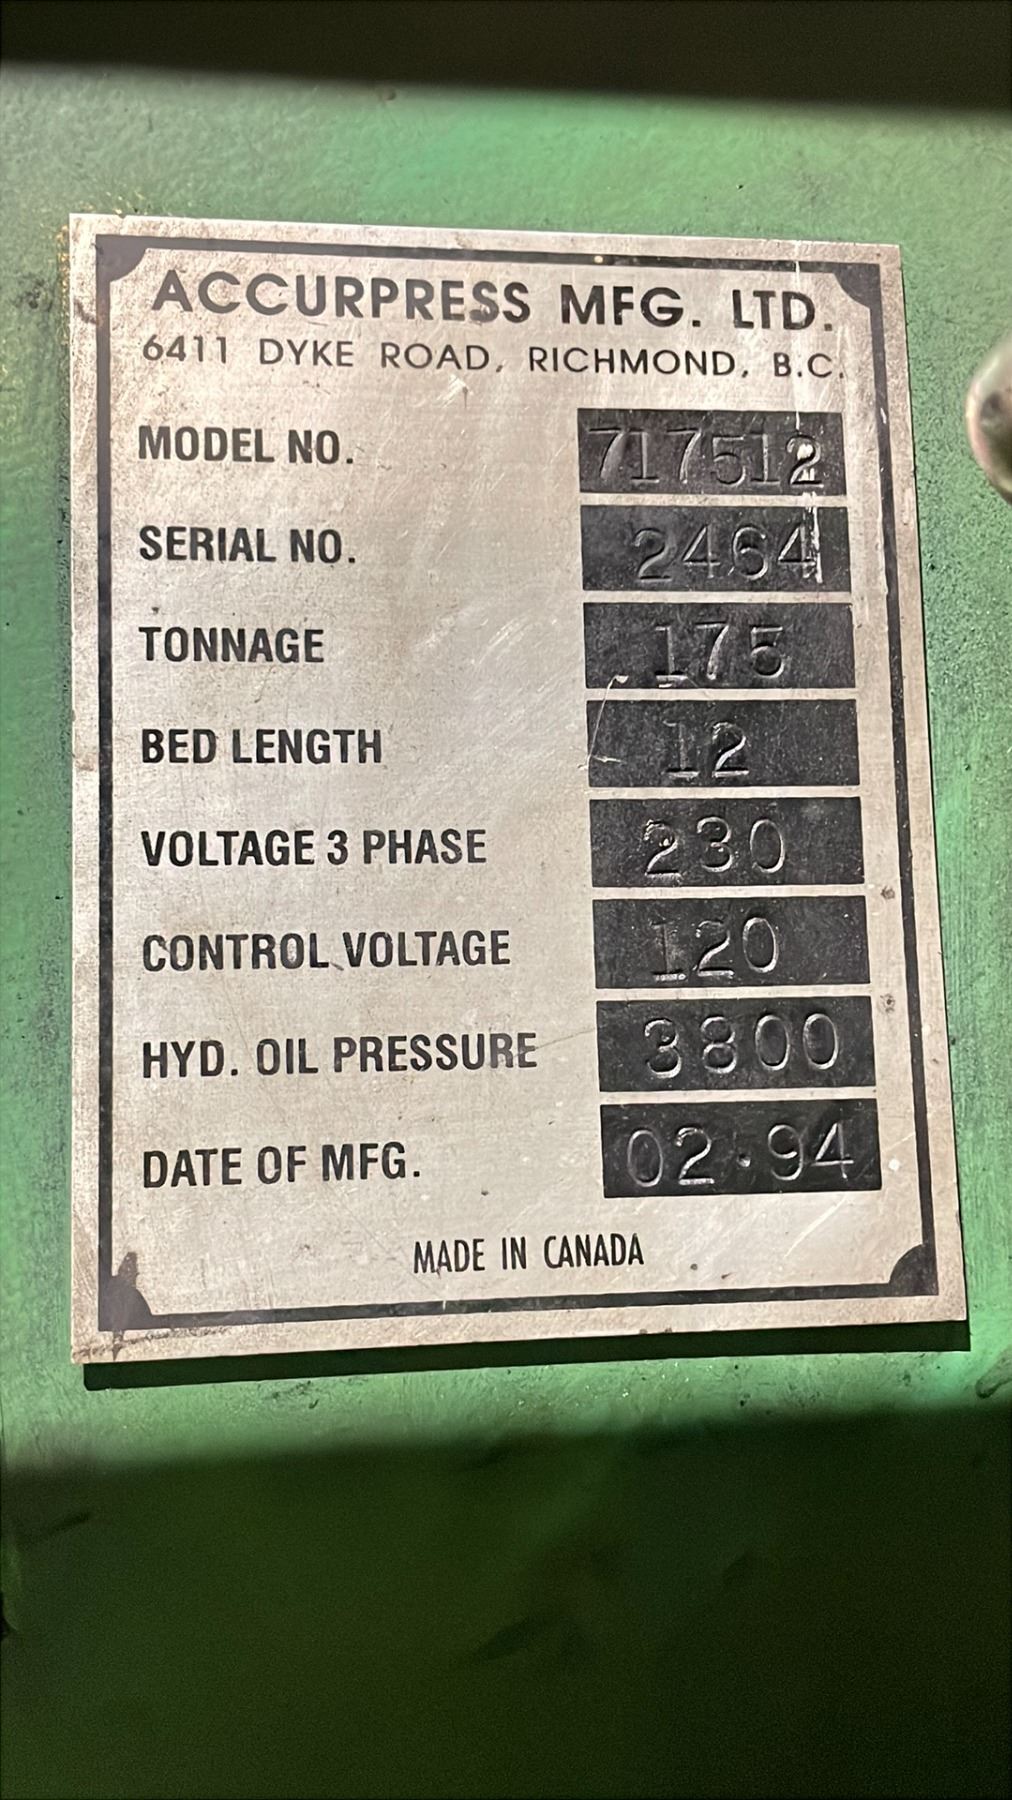 ACCURPRESS MFG. LTD.
6411 DYKE ROAD, RICHMOND, B.C.
MODEL NO. 717512
SERIAL NO. 2464
TONNAGE 175
BED LENGTH 12
VOLTAGE 3 PHASE 230
CONTROL VOLTAGE 120
HYD. OIL PRESSURE 3800
DATE OF MFG. 02·94
MADE IN CANADA